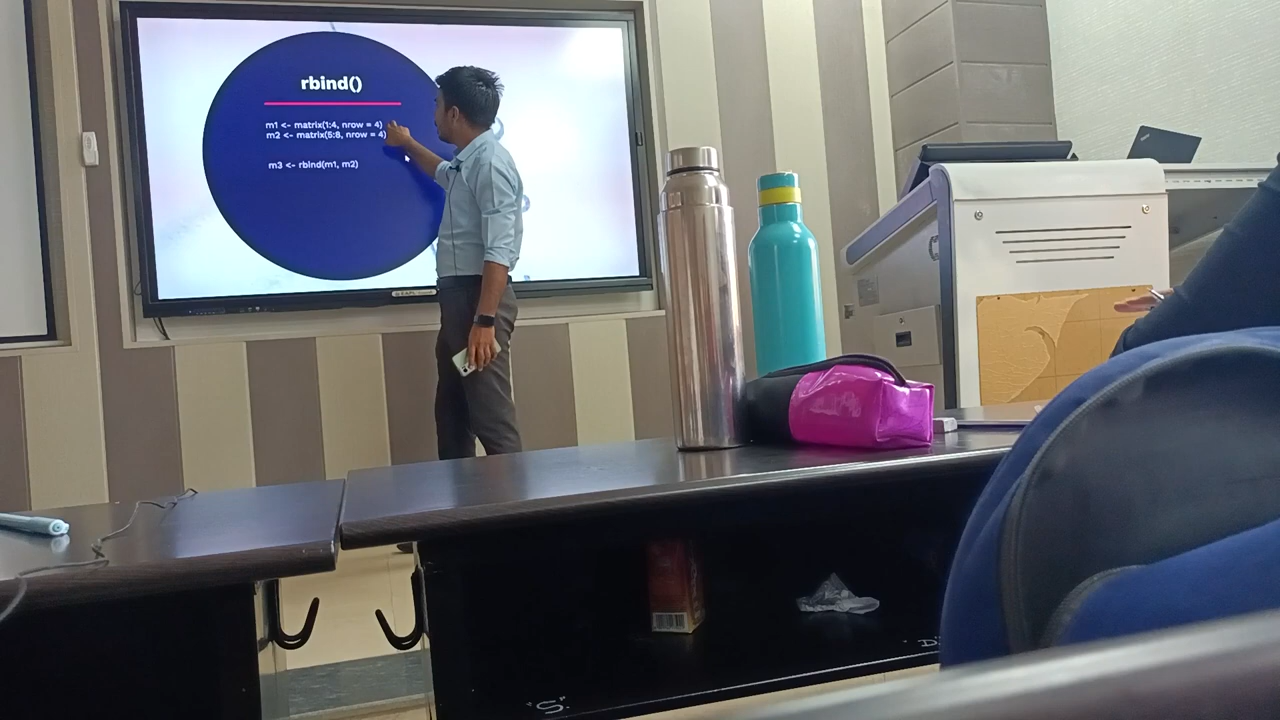 rbind()
m1 <- matrix(1:4, nrow = 4)
m2 <- matrix(5:8, nrow = 4)
m3 <- rbind(m1, m2)
"S"